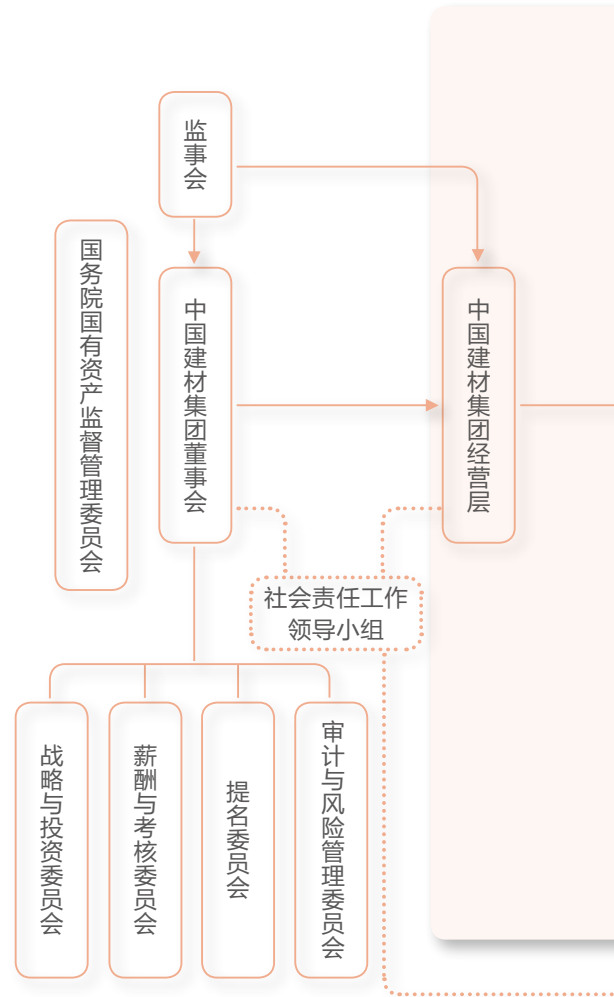 监事会
国务院国有资产监督管理委员会
中国建材集团董事会
中国建材集团经营层
社会责任工作
领导小组
战略与投资委员会
薪酬与考核委员会
提名委员会
审计与风险管理委员会